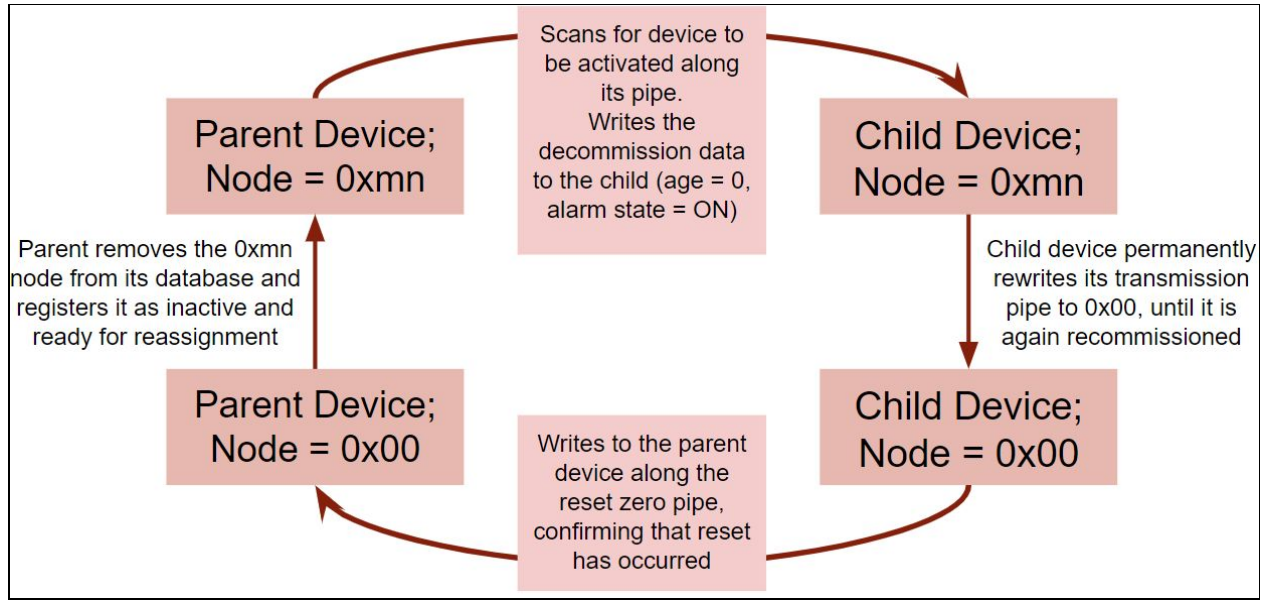 Scans for device to
be activated along
its pipe.
Writes the
decommission data
to the child (age = 0,
alarm state = ON)
Parent Device;
Node = 0xmn
Child Device;
Node = 0xmn
Parent removes the 0xmn
node from its database and
registers it as inactive and
ready for reassignment
Child device permanently
rewrites its transmission
pipe to 0x00, until it is
again recommissioned
Parent Device;
Node = 0x00
Child Device;
Node = 0x00
Writes to the parent
device along the
reset zero pipe,
confirming that reset
has occurred